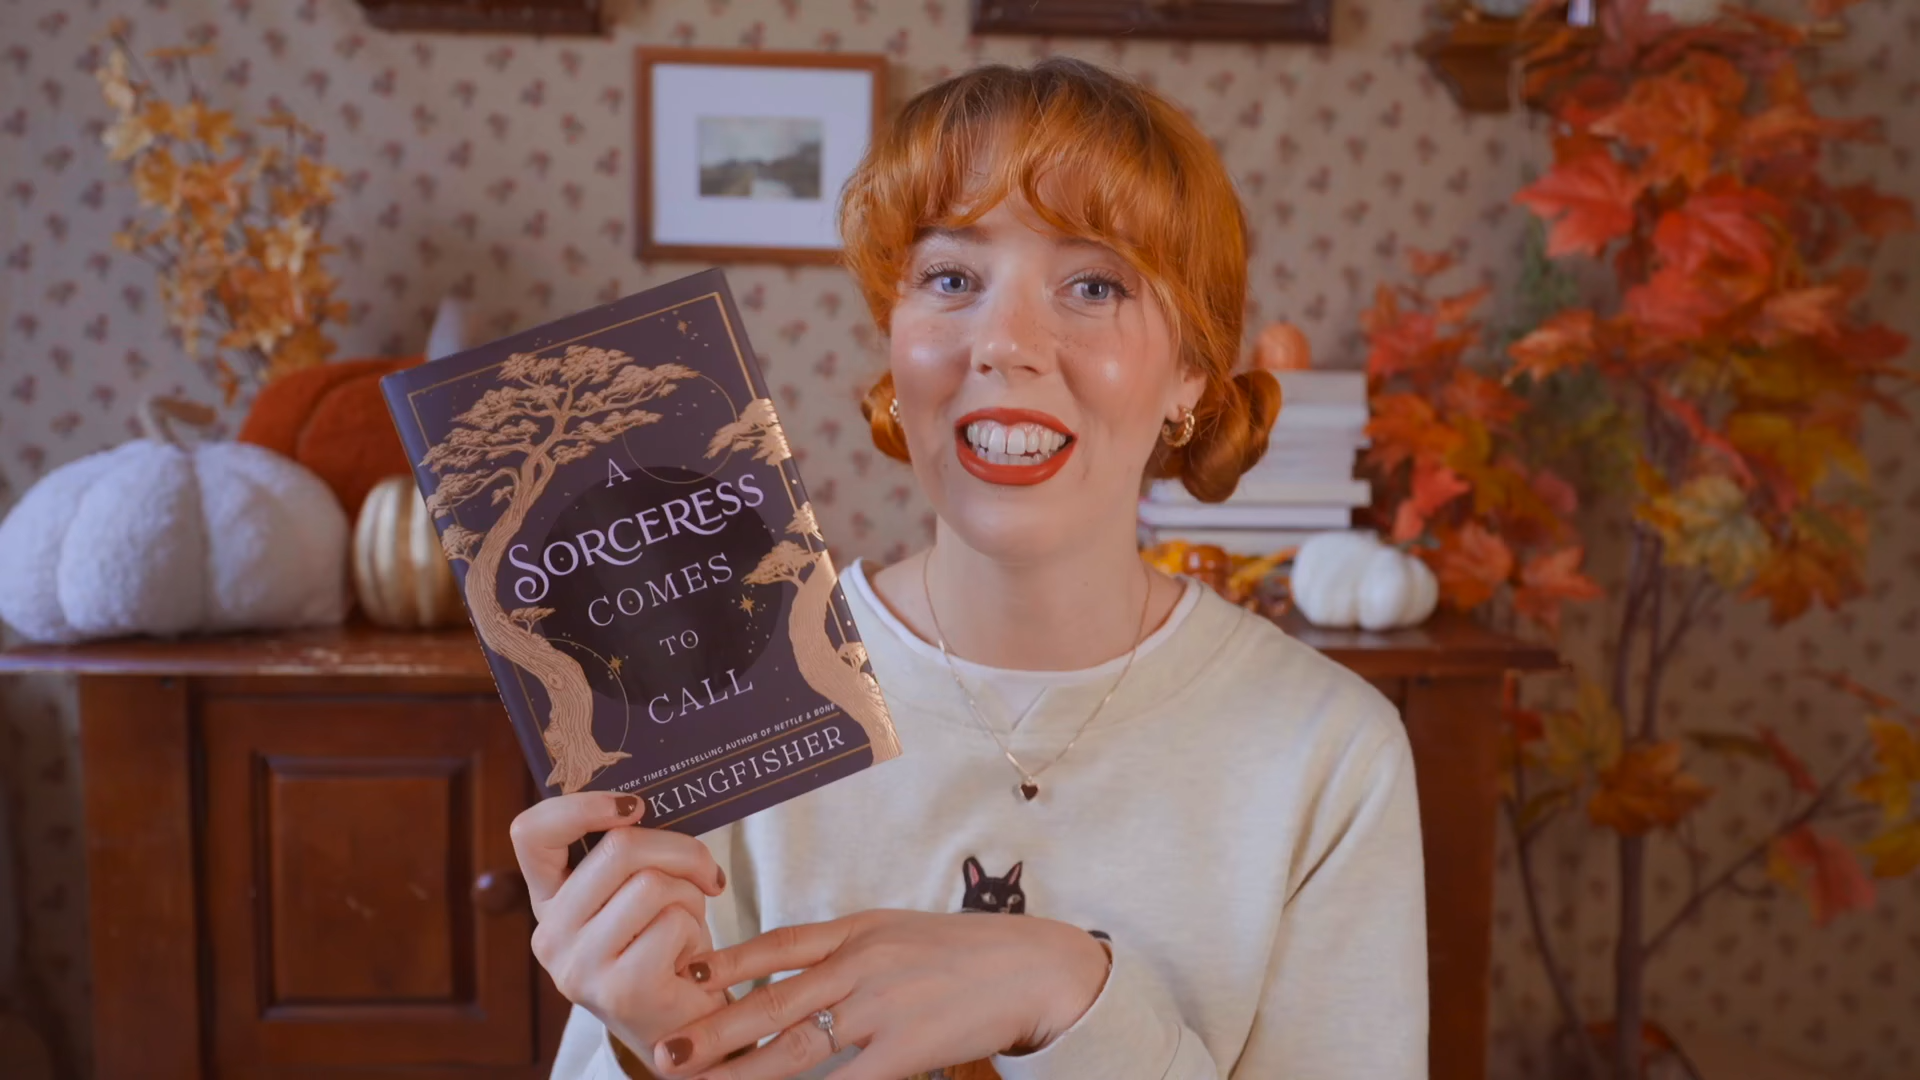 A
SORCERESS
COMES
TO
CALL
YORK TIMES BESTSELLING AUTHOR OF NETTLE & BONE
KINGFISHER